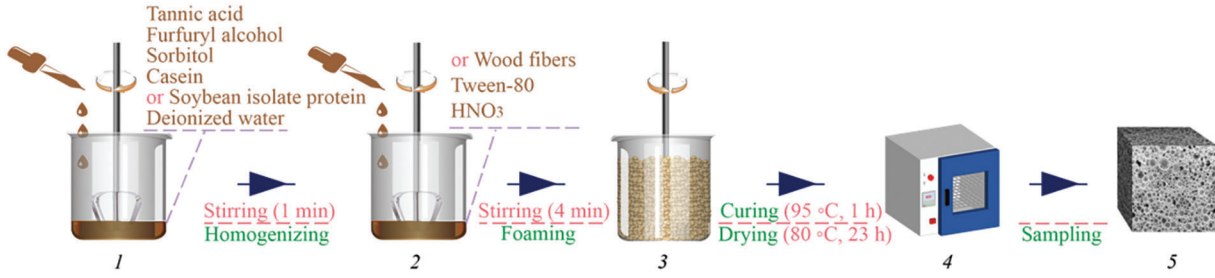 Tannic acid
Furfuryl alcohol
Sorbitol
Casein
or Soybean isolate protein
Deionized water
or Wood fibers
Tween-80
HNO3
Stirring (1 min)
Homogenizing
Stirring (4 min)
Foaming
Curing (95 °C, 1 h)
Drying (80 °C, 23 h)
Sampling
1
2
3
4
5